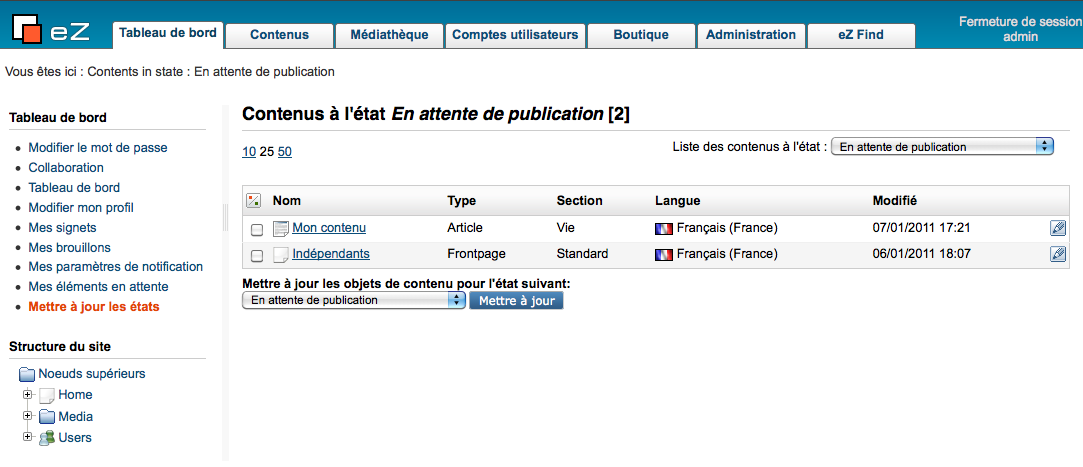 eZ
Tableau de bord Contenus Médiathèque Comptes utilisateurs Boutique Administration eZ Find
Fermeture de session
admin
Vous êtes ici : Contents in state : En attente de publication
Tableau de bord
Modifier le mot de passe
Collaboration
Tableau de bord
Modifier mon profil
Mes signets
Mes brouillons
Mes paramètres de notification
Mes éléments en attente
Mettre à jour les états
Structure du site
Noeuds supérieurs
Home
Media
Users
Contenus à l'état En attente de publication [2]
10 25 50
Liste des contenus à l'état : En attente de publication
Nom Type Section Langue Modifié
Mon contenu Article Vie Français (France) 07/01/2011 17:21
Indépendants Frontpage Standard Français (France) 06/01/2011 18:07
Mettre à jour les objets de contenu pour l'état suivant:
En attente de publication Mettre à jour